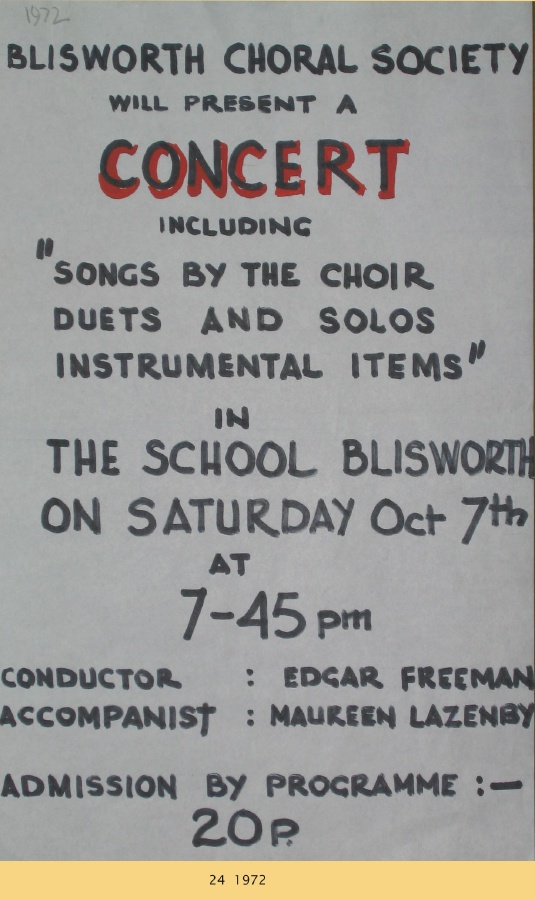 1972
BLISWORTH CHORAL SOCIETY
WILL PRESENT A
CONCERT
INCLUDING
"SONGS BY THE CHOIR
DUETS AND SOLOS
INSTRUMENTAL ITEMS"
IN
THE SCHOOL BLISWORTH
ON SATURDAY Oct 7th
AT
7-45 pm
CONDUCTOR : EDGAR FREEMAN
ACCOMPANIST : MAUREEN LAZENBY
ADMISSION BY PROGRAMME :—
20P.
24 1972